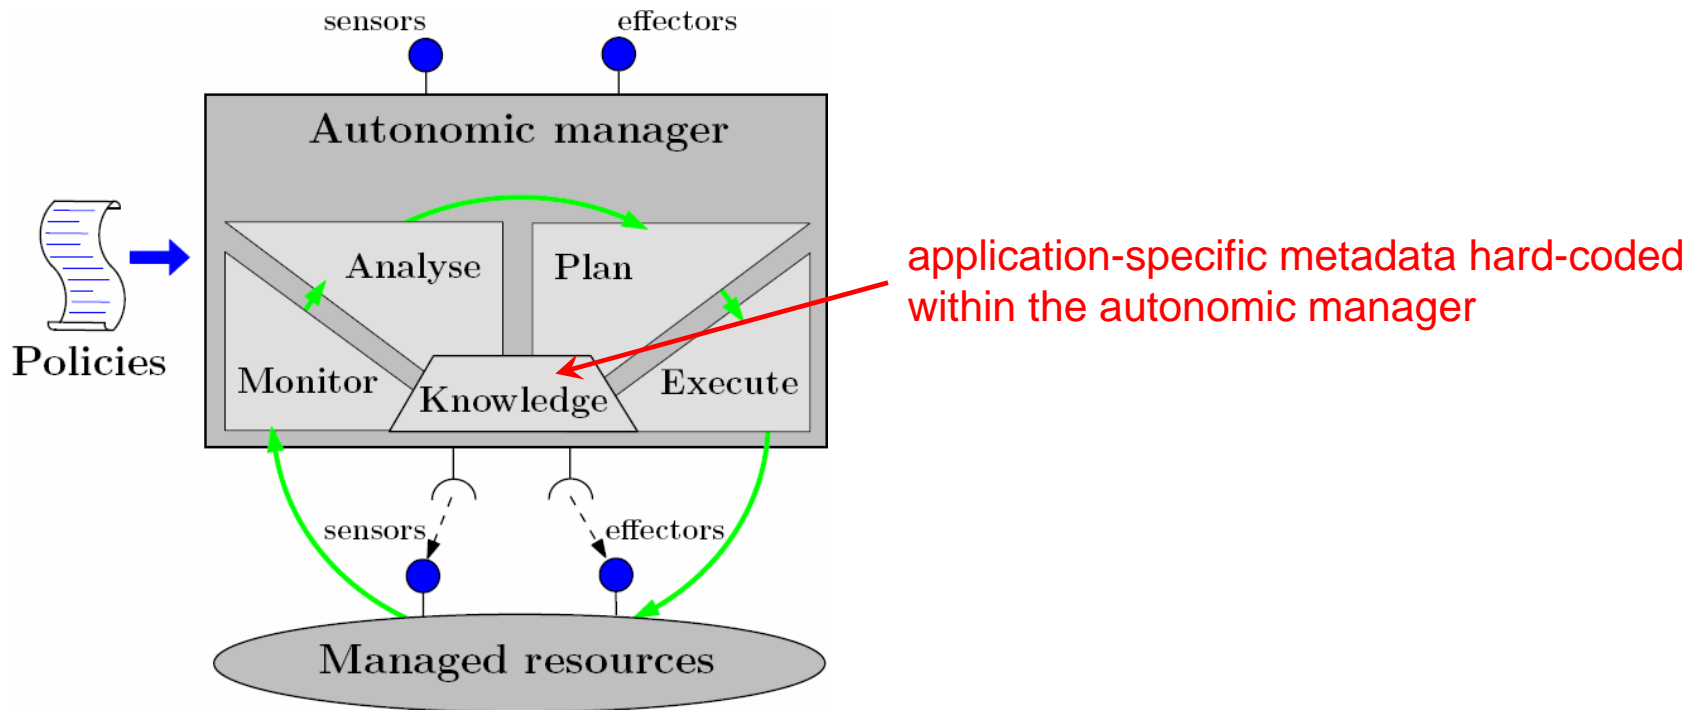 sensors
effectors
Autonomic manager
Analyse
Plan
application-specific metadata hard-coded
within the autonomic manager
Policies
Monitor
Knowledge
Execute
sensors
effectors
Managed resources